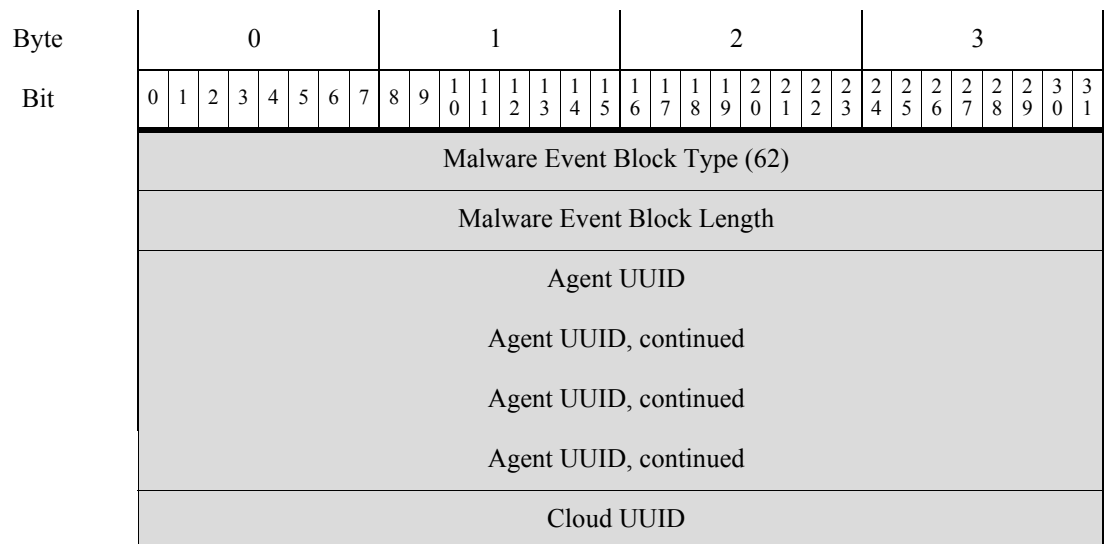 Byte 0 1 2 3
Bit 0 1 2 3 4 5 6 7 8 9 10 11 12 13 14 15 16 17 18 19 20 21 22 23 24 25 26 27 28 29 30 31
Malware Event Block Type (62)
Malware Event Block Length
Agent UUID
Agent UUID, continued
Agent UUID, continued
Agent UUID, continued
Cloud UUID